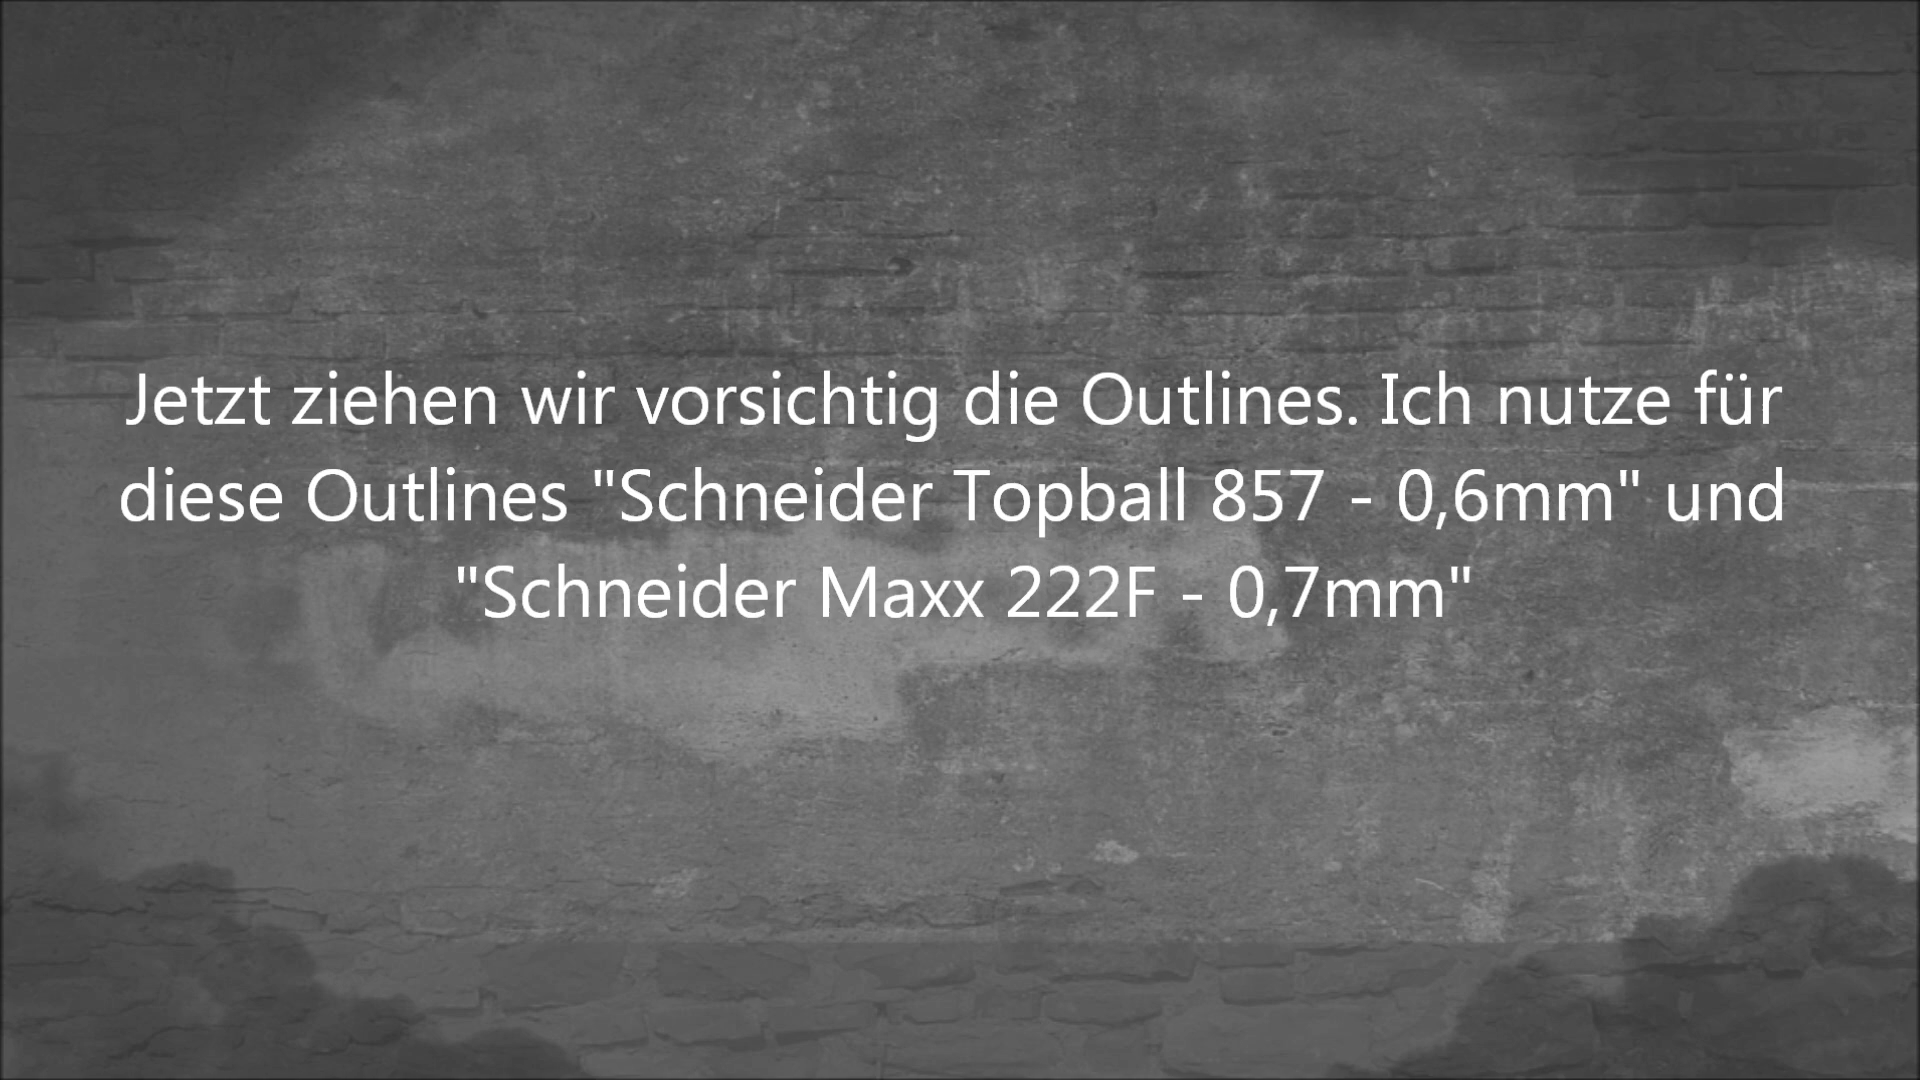 Jetzt ziehen wir vorsichtig die Outlines. Ich nutze für
diese Outlines "Schneider Topball 857 - 0,6mm" und
"Schneider Maxx 222F - 0,7mm"